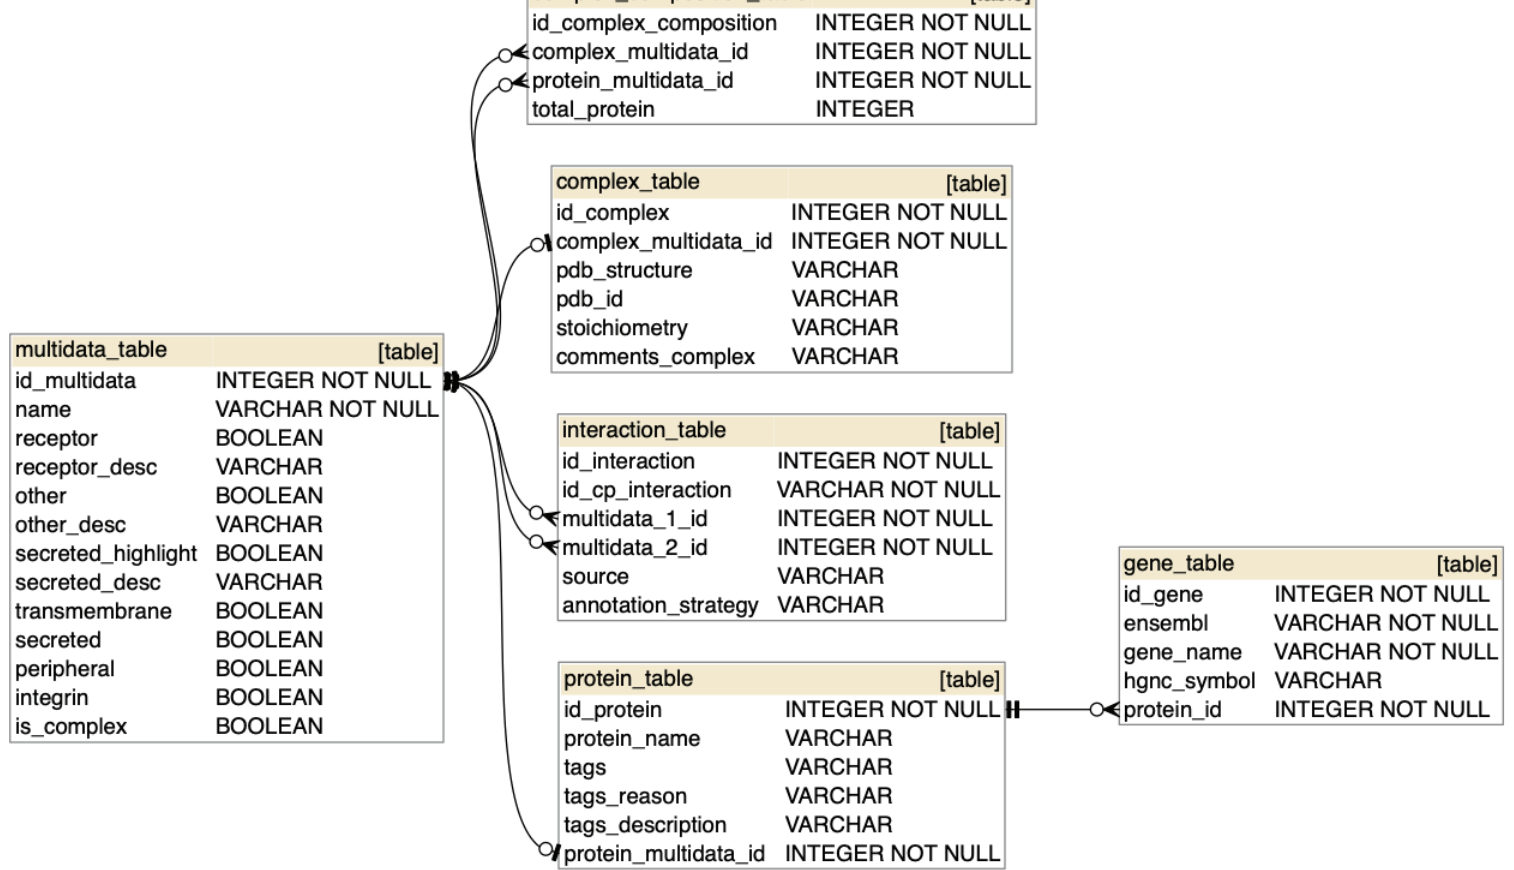 id_complex_composition INTEGER NOT NULL
complex_multidata_id INTEGER NOT NULL
protein_multidata_id INTEGER NOT NULL
total_protein INTEGER
complex_table [table]
id_complex INTEGER NOT NULL
complex_multidata_id INTEGER NOT NULL
pdb_structure VARCHAR
pdb_id VARCHAR
stoichiometry VARCHAR
comments_complex VARCHAR
multidata_table [table]
id_multidata INTEGER NOT NULL
name VARCHAR NOT NULL
receptor BOOLEAN
receptor_desc VARCHAR
other BOOLEAN
other_desc VARCHAR
secreted_highlight BOOLEAN
secreted_desc VARCHAR
transmembrane BOOLEAN
secreted BOOLEAN
peripheral BOOLEAN
integrin BOOLEAN
is_complex BOOLEAN
interaction_table [table]
id_interaction INTEGER NOT NULL
id_cp_interaction VARCHAR NOT NULL
multidata_1_id INTEGER NOT NULL
multidata_2_id INTEGER NOT NULL
source VARCHAR
annotation_strategy VARCHAR
protein_table [table]
id_protein INTEGER NOT NULL
protein_name VARCHAR
tags VARCHAR
tags_reason VARCHAR
tags_description VARCHAR
protein_multidata_id INTEGER NOT NULL
gene_table [table]
id_gene INTEGER NOT NULL
ensembl VARCHAR NOT NULL
gene_name VARCHAR NOT NULL
hgnc_symbol VARCHAR
protein_id INTEGER NOT NULL